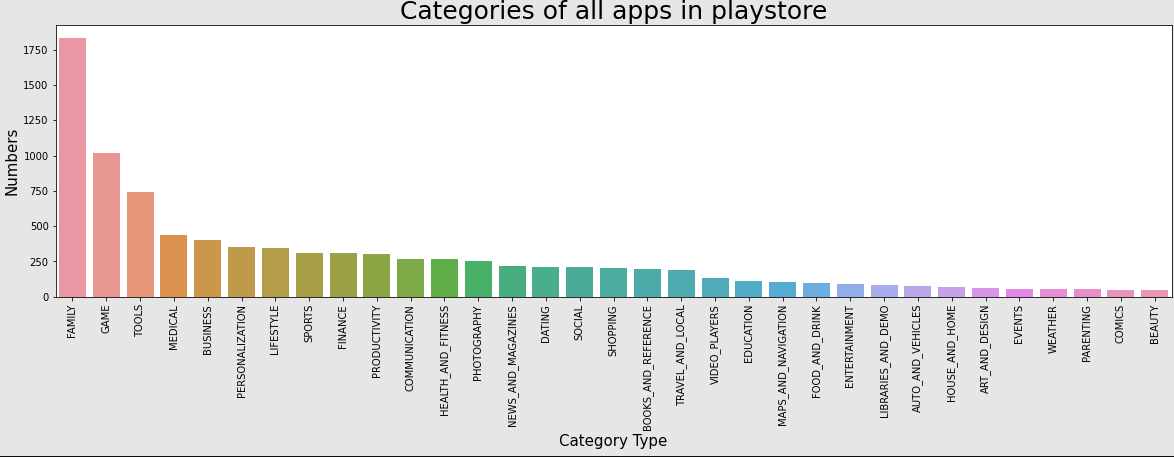 Categories of all apps in playstore
Numbers
1750
1500
1250
1000
750
500
250
0
FAMILY
GAME
TOOLS
MEDICAL
BUSINESS
PERSONALIZATION
LIFESTYLE
SPORTS
FINANCE
PRODUCTIVITY
COMMUNICATION
HEALTH_AND_FITNESS
PHOTOGRAPHY
NEWS_AND_MAGAZINES
DATING
SOCIAL
SHOPPING
BOOKS_AND_REFERENCE
TRAVEL_AND_LOCAL
VIDEO_PLAYERS
EDUCATION
MAPS_AND_NAVIGATION
FOOD_AND_DRINK
ENTERTAINMENT
LIBRARIES_AND_DEMO
AUTO_AND_VEHICLES
HOUSE_AND_HOME
ART_AND_DESIGN
EVENTS
WEATHER
PARENTING
COMICS
BEAUTY
Category Type